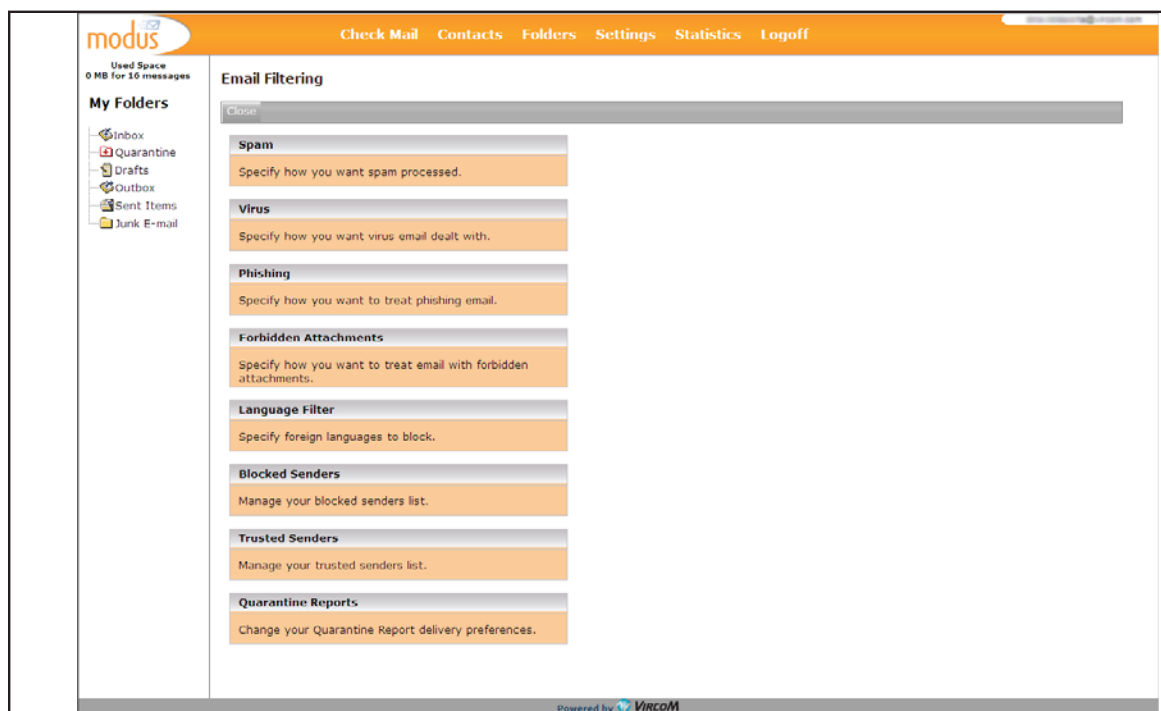 modus
Check Mail Contacts Folders Settings Statistics Logoff
Used Space
0 MB for 16 messages
My Folders
Inbox
Quarantine
Drafts
Outbox
Sent Items
Junk E-mail
Email Filtering
Close
Spam
Specify how you want spam processed.
Virus
Specify how you want virus email dealt with.
Phishing
Specify how you want to treat phishing email.
Forbidden Attachments
Specify how you want to treat email with forbidden
attachments.
Language Filter
Specify foreign languages to block.
Blocked Senders
Manage your blocked senders list.
Trusted Senders
Manage your trusted senders list.
Quarantine Reports
Change your Quarantine Report delivery preferences.
Powered by VIRCOM